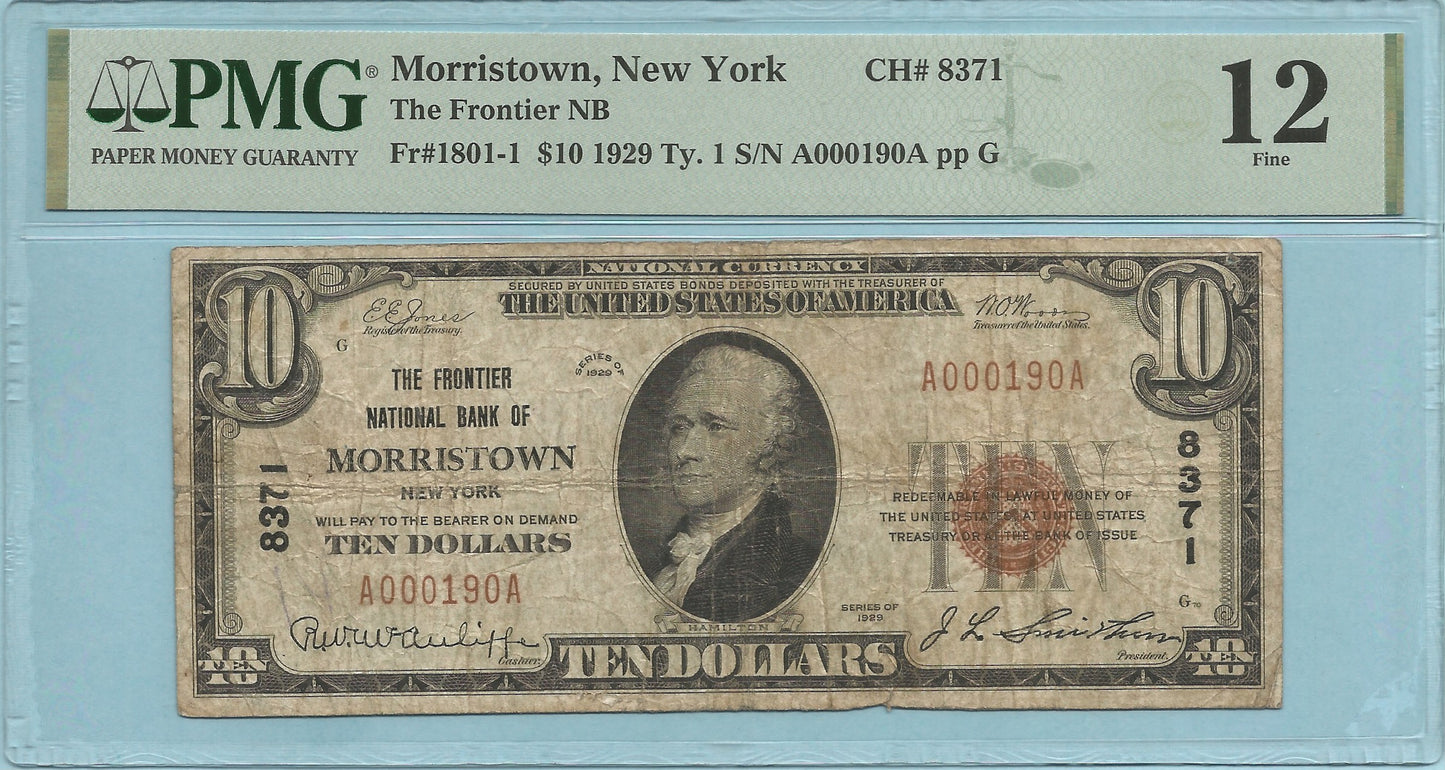 PMG® Morristown, New York CH# 8371 12
The Frontier NB
PAPER MONEY GUARANTY Fr#1801-1 $10 1929 Ty. 1 S/N A000190A pp G Fine
NATIONAL CURRENCY
SECURED BY UNITED STATES BONDS DEPOSITED WITH THE TREASURER OF
THE UNITED STATES OF AMERICA
10
10
E E Jones
Register of the Treasury.
W.O. Woods
Treasurer of the United States.
G
SERIES OF
1929
THE FRONTIER
NATIONAL BANK OF
MORRISTOWN
NEW YORK
WILL PAY TO THE BEARER ON DEMAND
TEN DOLLARS
A000190A
8371
A000190A
8371
TEN
REDEEMABLE IN LAWFUL MONEY OF
THE UNITED STATES AT UNITED STATES
TREASURY OR AT THE BANK OF ISSUE
SERIES OF
1929
G70
HAMILTON
Cashier.
J L
President.
10 TEN
TEN DOLLARS
10 TEN